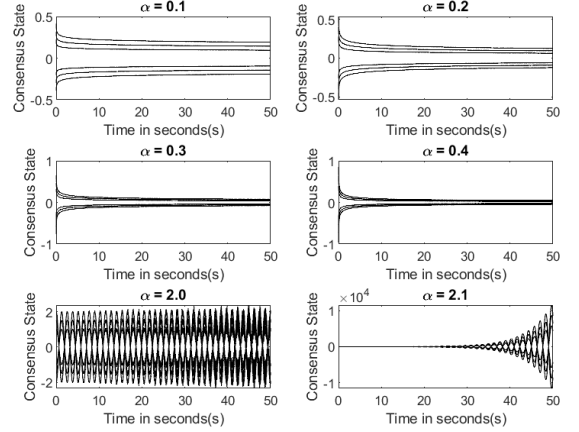 α = 0.1
α = 0.2
Consensus State
0.5
0
-0.5
0 10 20 30 40 50
Time in seconds(s)
Consensus State
0.5
0
-0.5
0 10 20 30 40 50
Time in seconds(s)
α = 0.3
α = 0.4
Consensus State
1
0
-1
0 10 20 30 40 50
Time in seconds(s)
Consensus State
1
0
-1
0 10 20 30 40 50
Time in seconds(s)
α = 2.0
α = 2.1
Consensus State
2
0
-2
0 10 20 30 40 50
Time in seconds(s)
Consensus State
× 10^4
1
0
-1
0 10 20 30 40 50
Time in seconds(s)